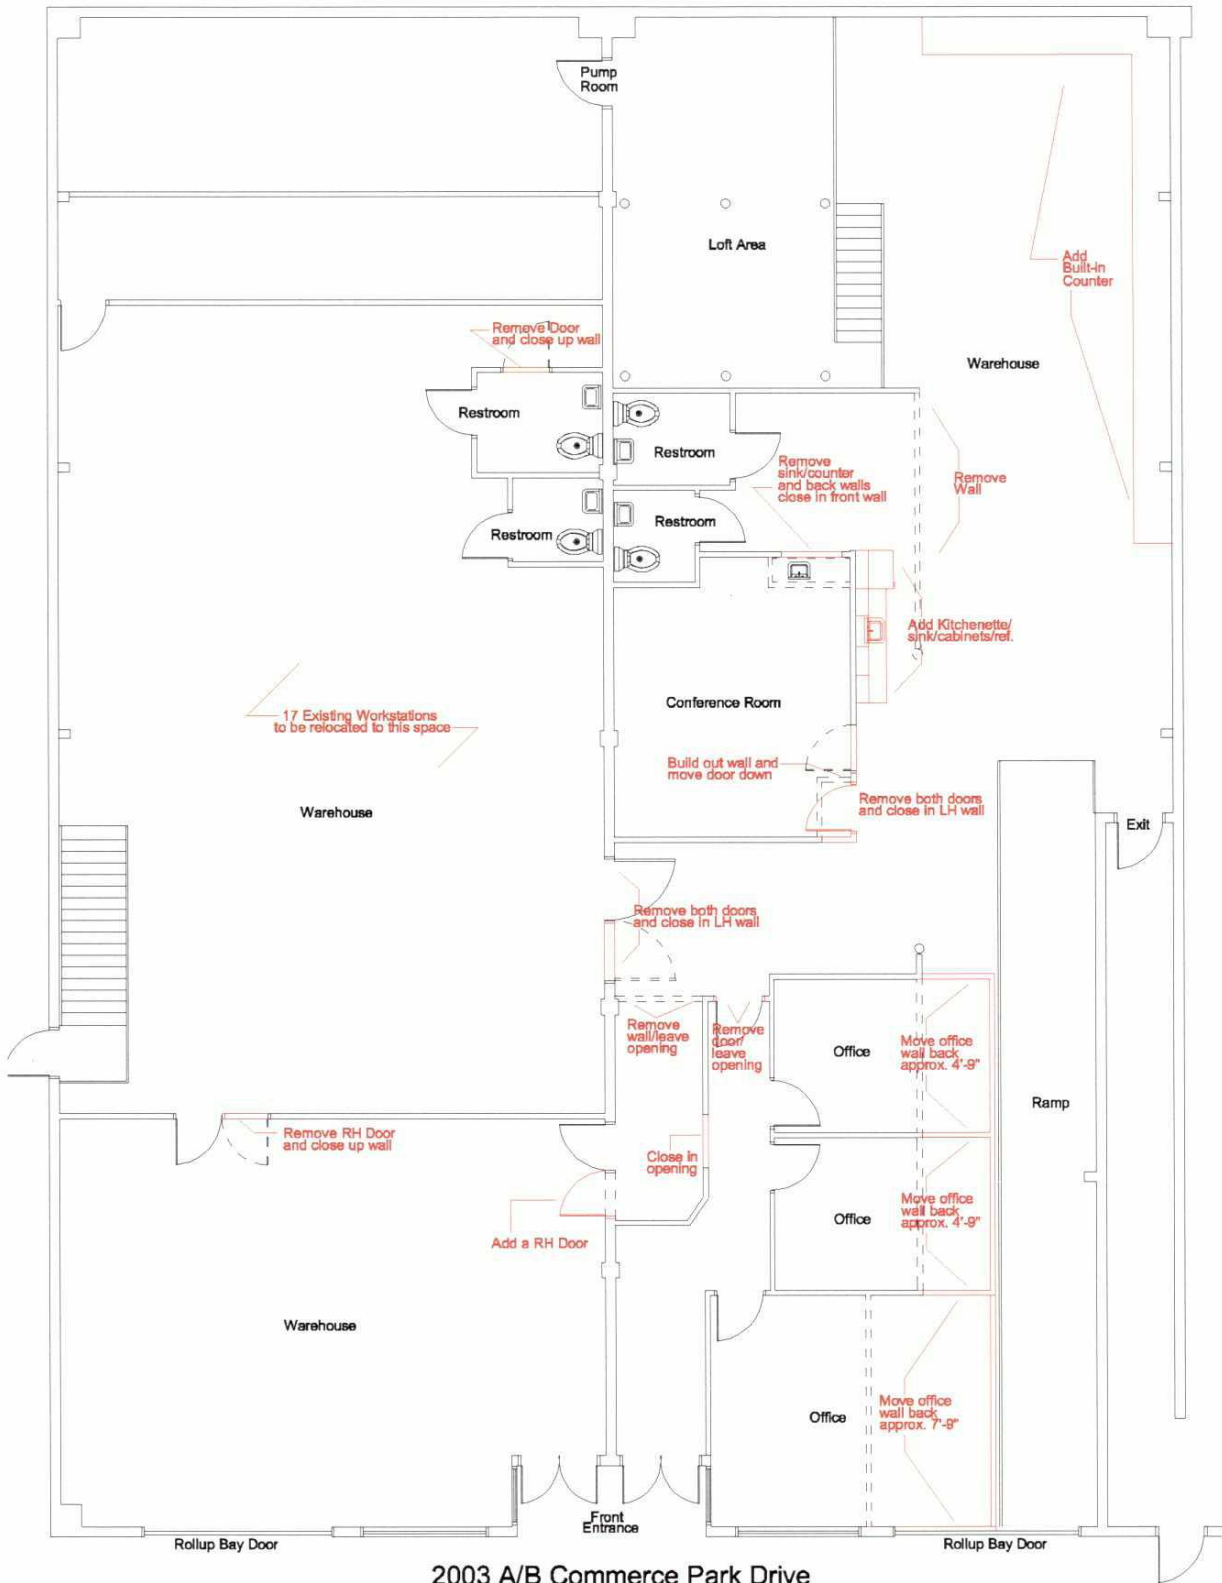 Pump
Room
Loft Area
Add
Built-in
Counter
Remove Door
and close up wall
Warehouse
Restroom
Restroom
Remove
sink/counter
and back walls
close in front wall
Remove
Wall
Restroom
Restroom
Add Kitchenette/
sink/cabinets/ref.
Conference Room
17 Existing Workstations
to be relocated to this space
Build out wall and
move door down
Remove both doors
and close in LH wall
Warehouse
Exit
Remove both doors
and close in LH wall
Remove
wall/leave
opening
Remove
door/
leave
opening
Office
Move office
wall back
approx. 4'-9"
Ramp
Remove RH Door
and close up wall
Close in
opening
Office
Move office
wall back
approx. 4'-9"
Add a RH Door
Warehouse
Office
Move office
wall back
approx. 7'-9"
Front
Entrance
Rollup Bay Door
Rollup Bay Door
2003 A/B Commerce Park Drive